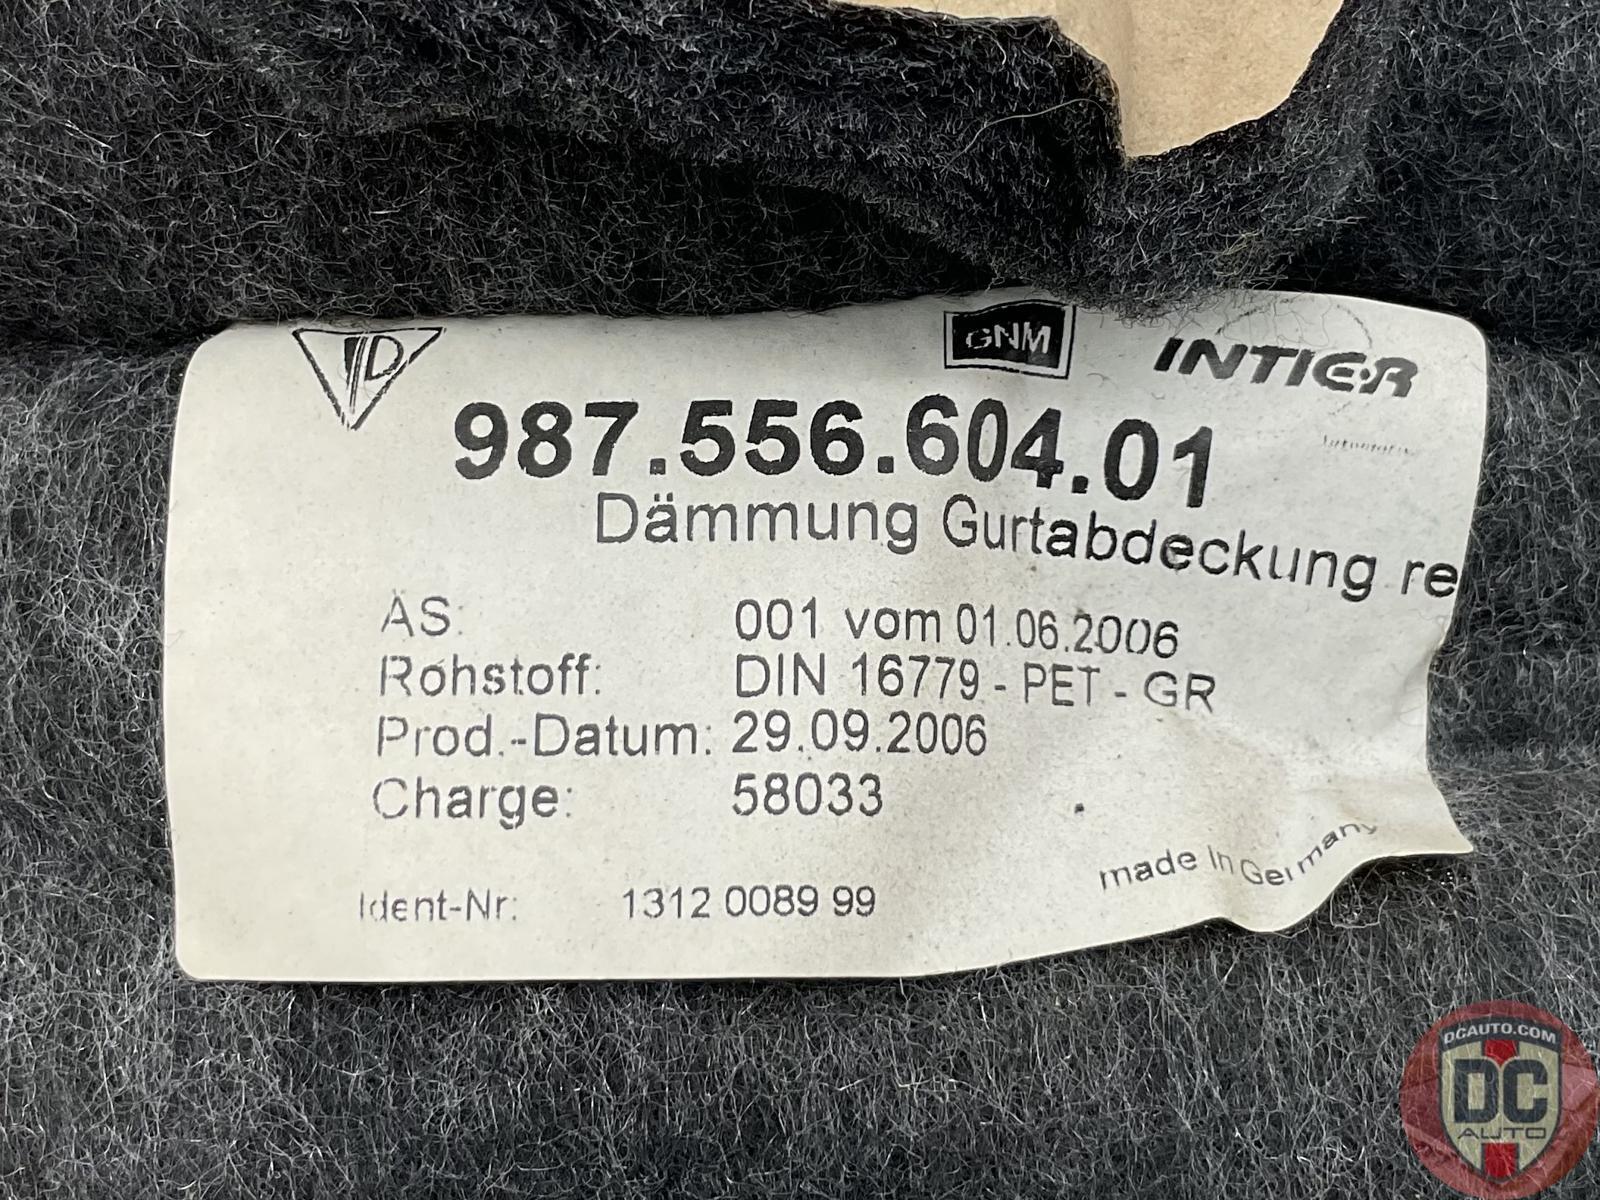 GNM INTIER
987.556.604.01
Dämmung Gurtabdeckung re
AS: 001 vom 01.06.2006
Rohstoff: DIN 16779 - PET - GR
Prod.-Datum: 29.09.2006
Charge: 58033
made in Germany
Ident-Nr: 1312 0089 99
DCAUTO.COM
DC
AUTO